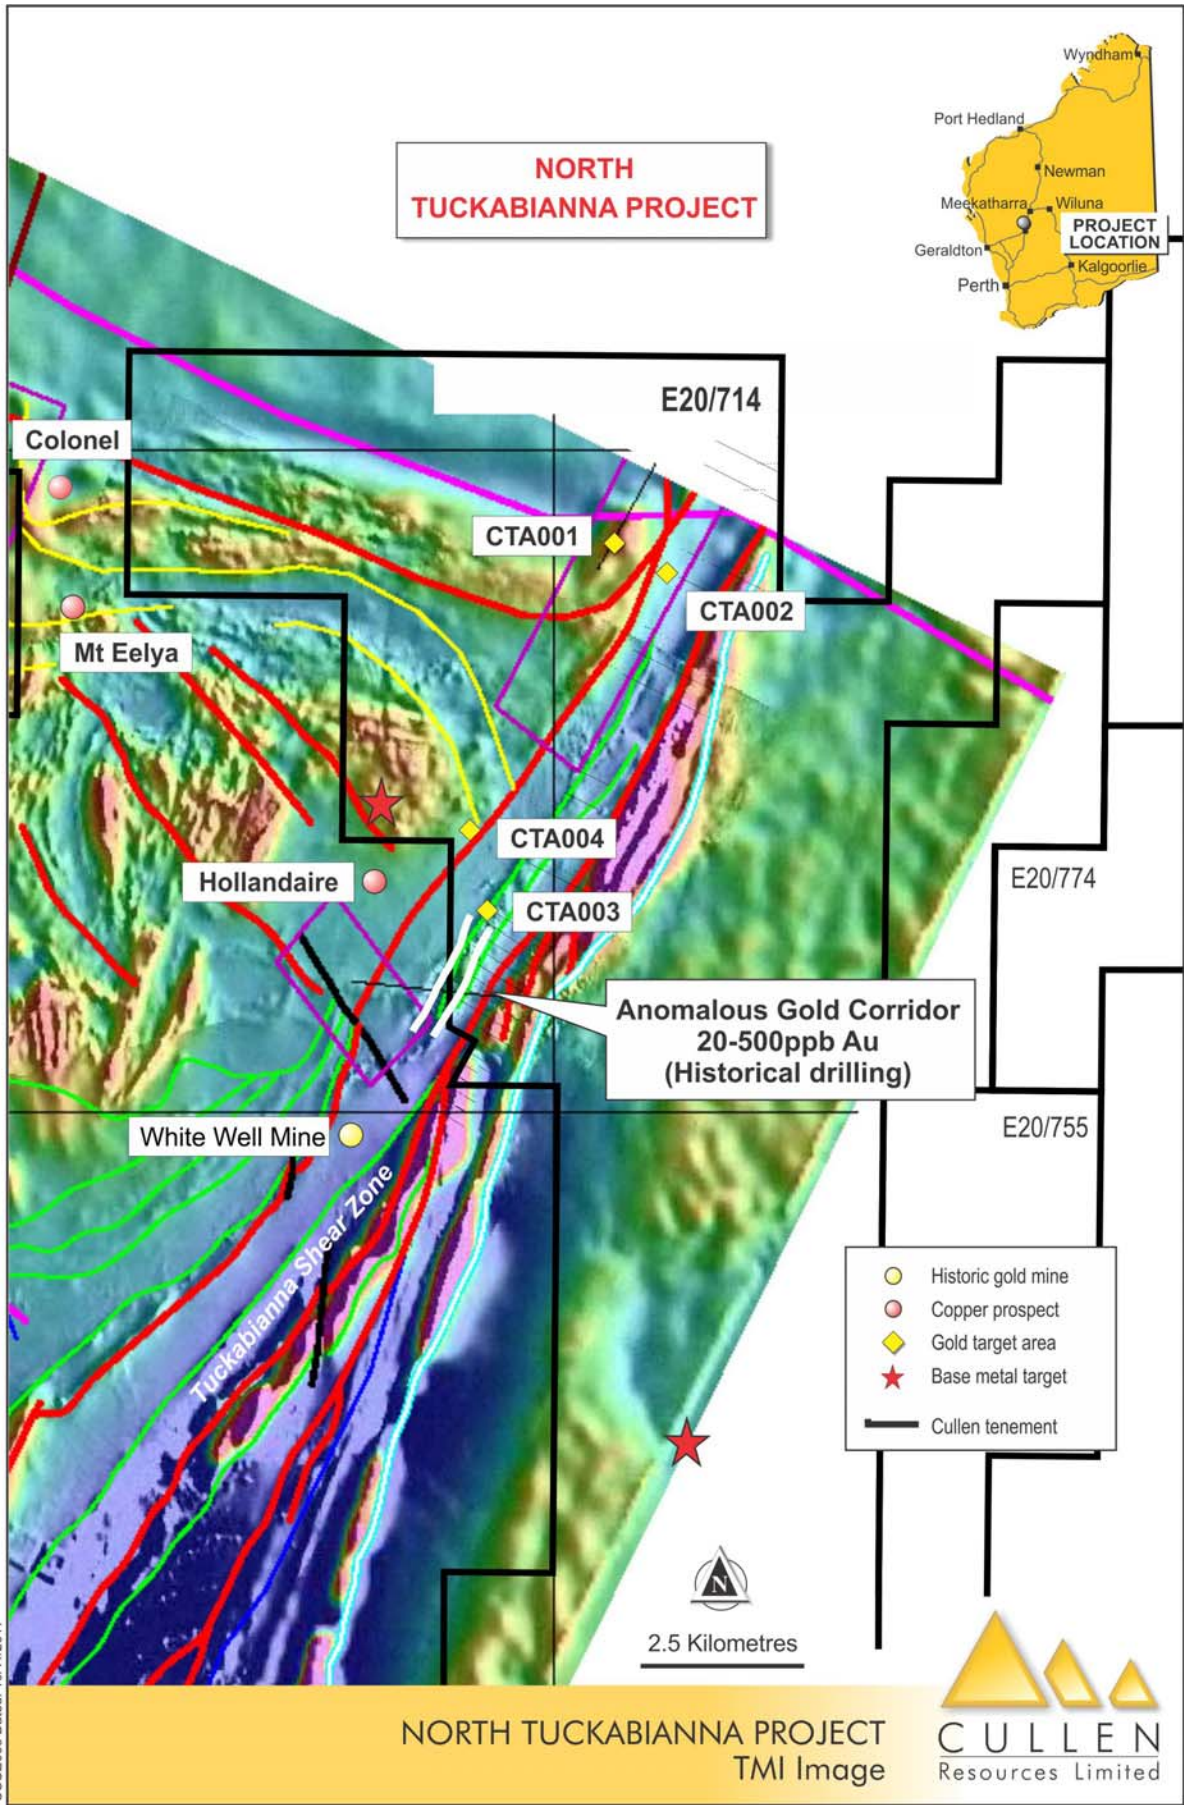 Wyndham
Port Hedland
Newman
Meekatharra
Wiluna
PROJECT
LOCATION
Geraldton
Kalgoorlie
Perth
NORTH
TUCKABIANNA PROJECT
E20/714
Colonel
CTA001
CTA002
Mt Eelya
CTA004
Hollandaire
CTA003
E20/774
Anomalous Gold Corridor
20-500ppb Au
(Historical drilling)
E20/755
White Well Mine
Tuckabianna Shear Zone
Historic gold mine
Copper prospect
Gold target area
Base metal target
Cullen tenement
N
2.5 Kilometres
NORTH TUCKABIANNA PROJECT
TMI Image
CULLEN
Resources Limited